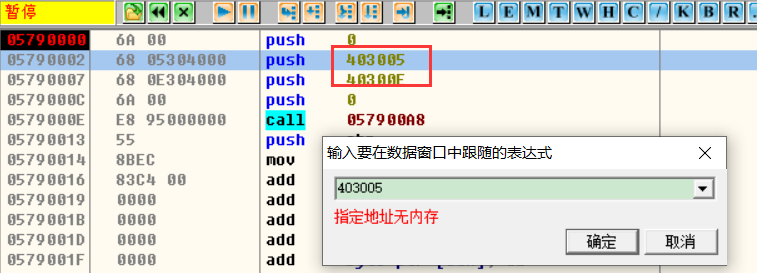 暂停 L E M T W H C / K B R
05790000 6A 00 push 0
05790002 68 05304000 push 403005
05790007 68 0E304000 push 40300E
0579000C 6A 00 push 0
0579000E E8 95000000 call 057900A8
05790013 55 push
05790014 8BEC mov
05790016 83C4 00 add
05790019 0000 add
0579001B 0000 add
0579001D 0000 add
0579001F 0000 add
输入要在数据窗口中跟随的表达式
403005
指定地址无内存
确定 取消